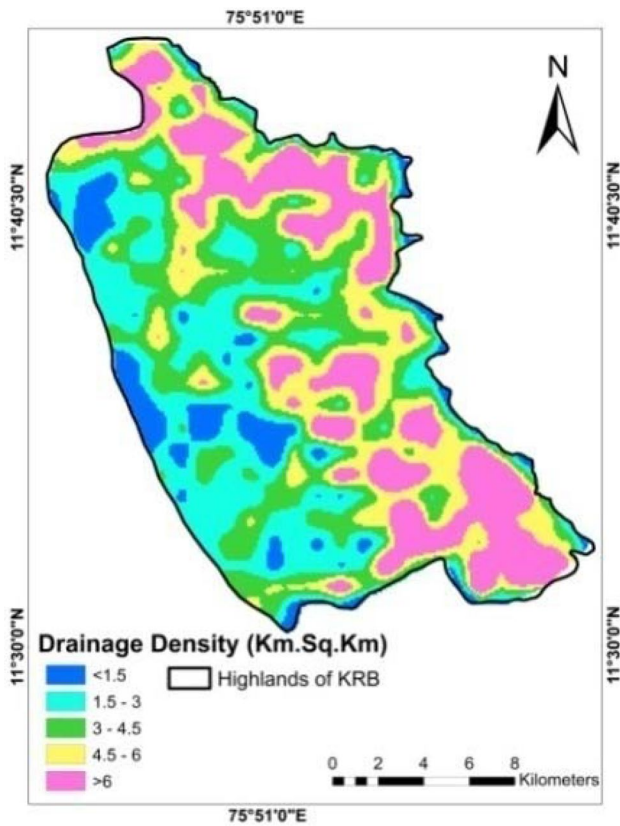 75°51'0"E
N
11°40'30"N
11°40'30"N
11°30'0"N
11°30'0"N
Drainage Density (Km.Sq.Km)
<1.5
Highlands of KRB
1.5 - 3
3 - 4.5
4.5 - 6
>6
0 2 4 6 8
Kilometers
75°51'0"E